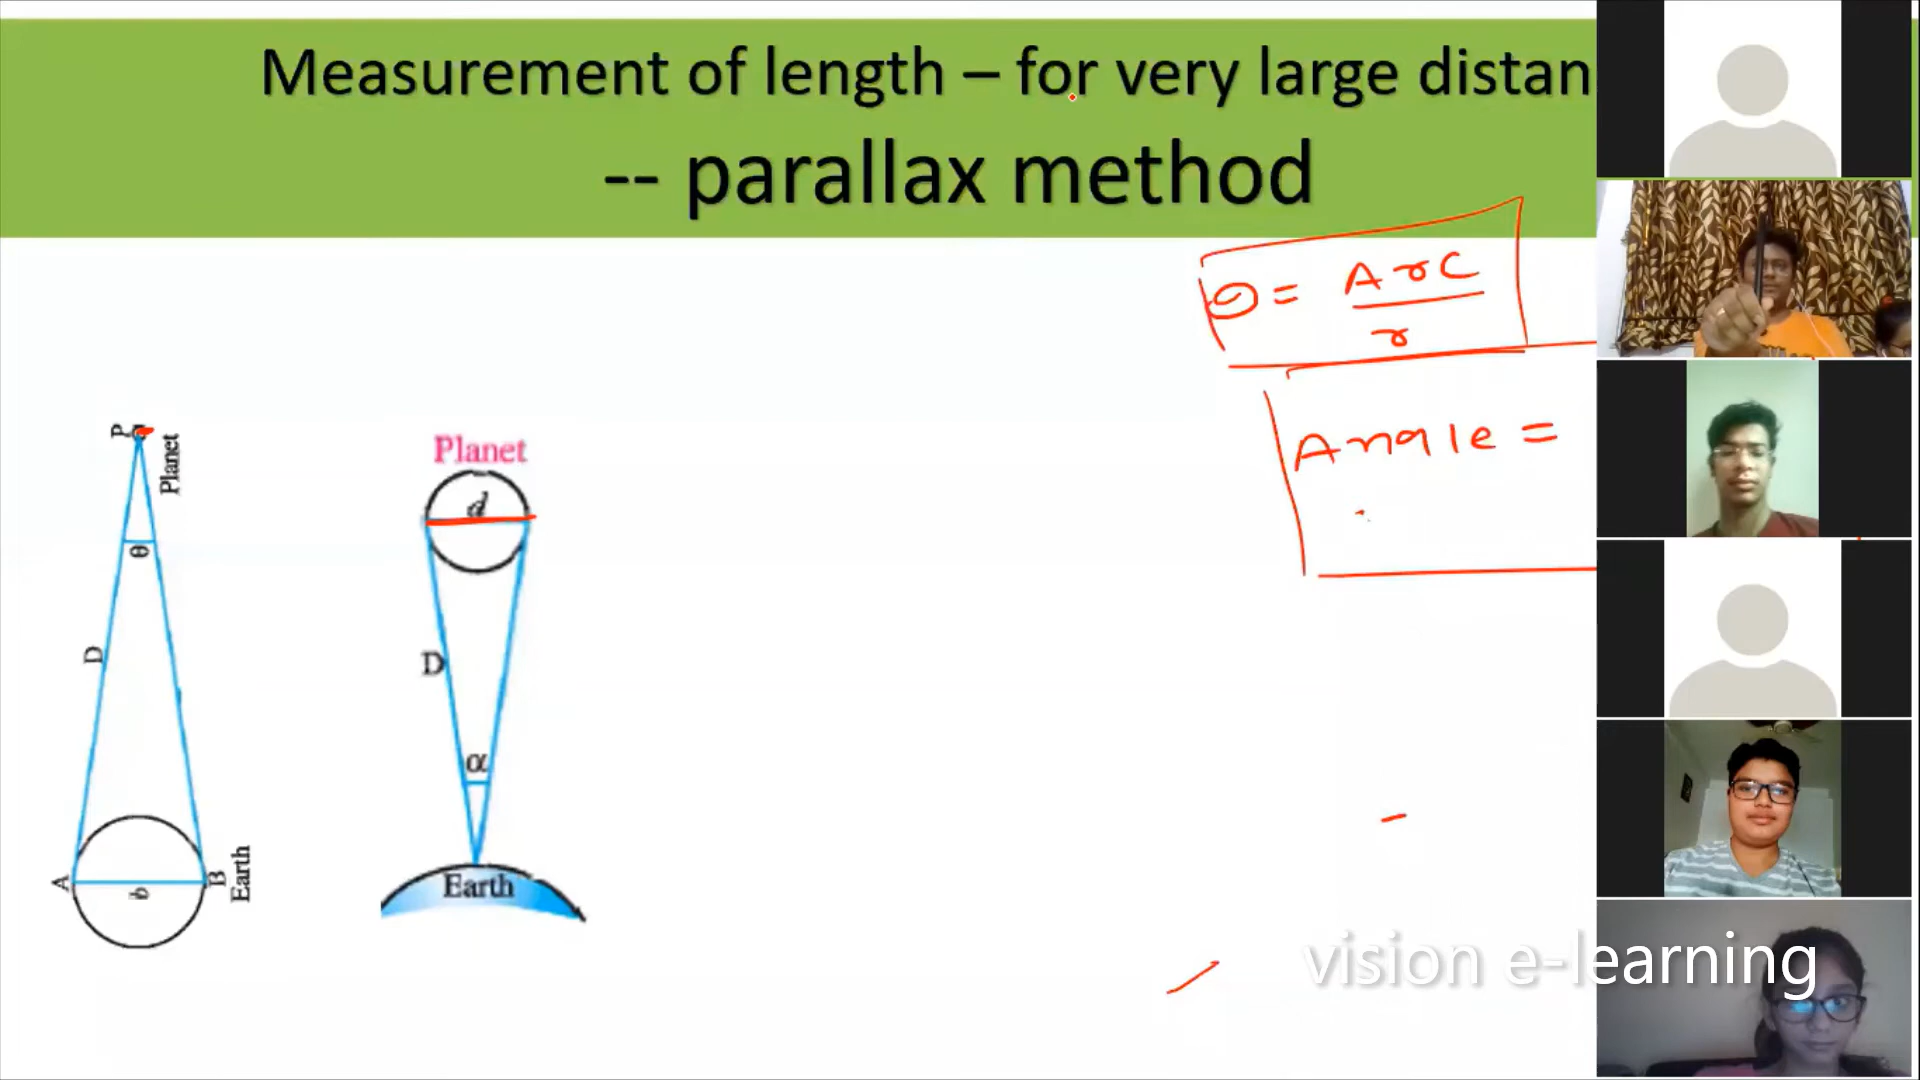 Measurement of length – for very large distan
-- parallax method
θ = Arc
r
Angle =
P
Planet
θ
D
A
b
B
Earth
Planet
d
D
α
Earth
vision e-learning